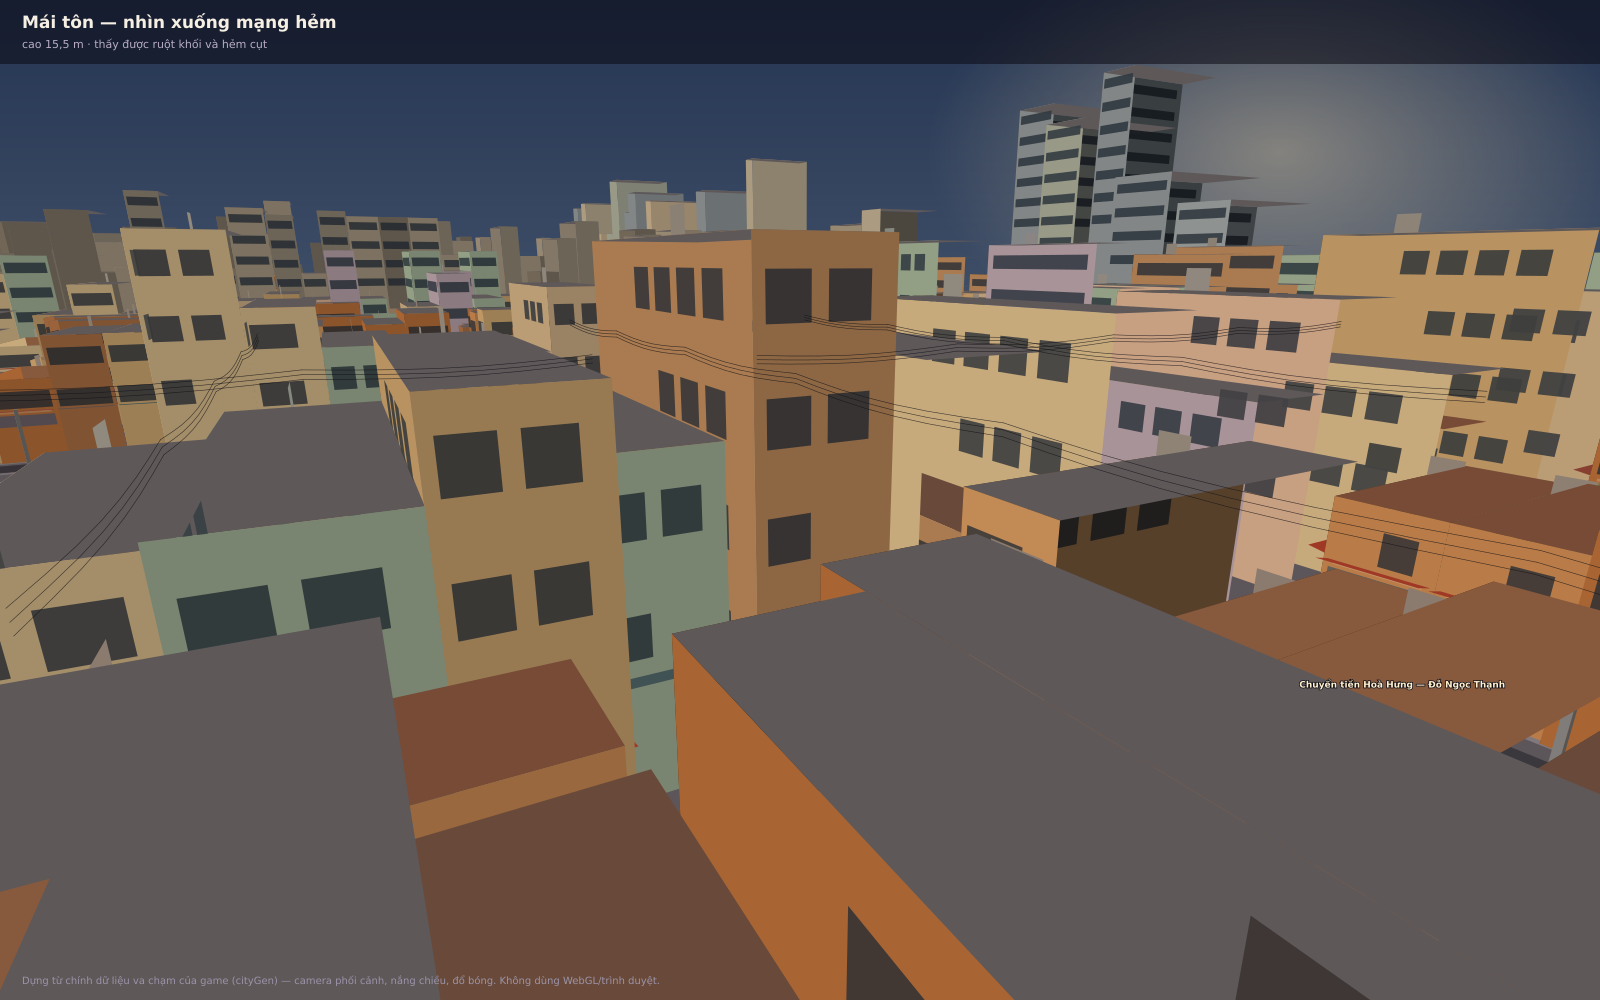 Mái tôn — nhìn xuống mạng hẻm
cao 15,5 m · thấy được ruột khối và hẻm cụt
Chuyển tiền Hoà Hưng — Đỗ Ngọc Thạnh
Dựng từ chính dữ liệu va chạm của game (cityGen) — camera phối cảnh, nắng chiều, đổ bóng. Không dùng WebGL/trình duyệt.